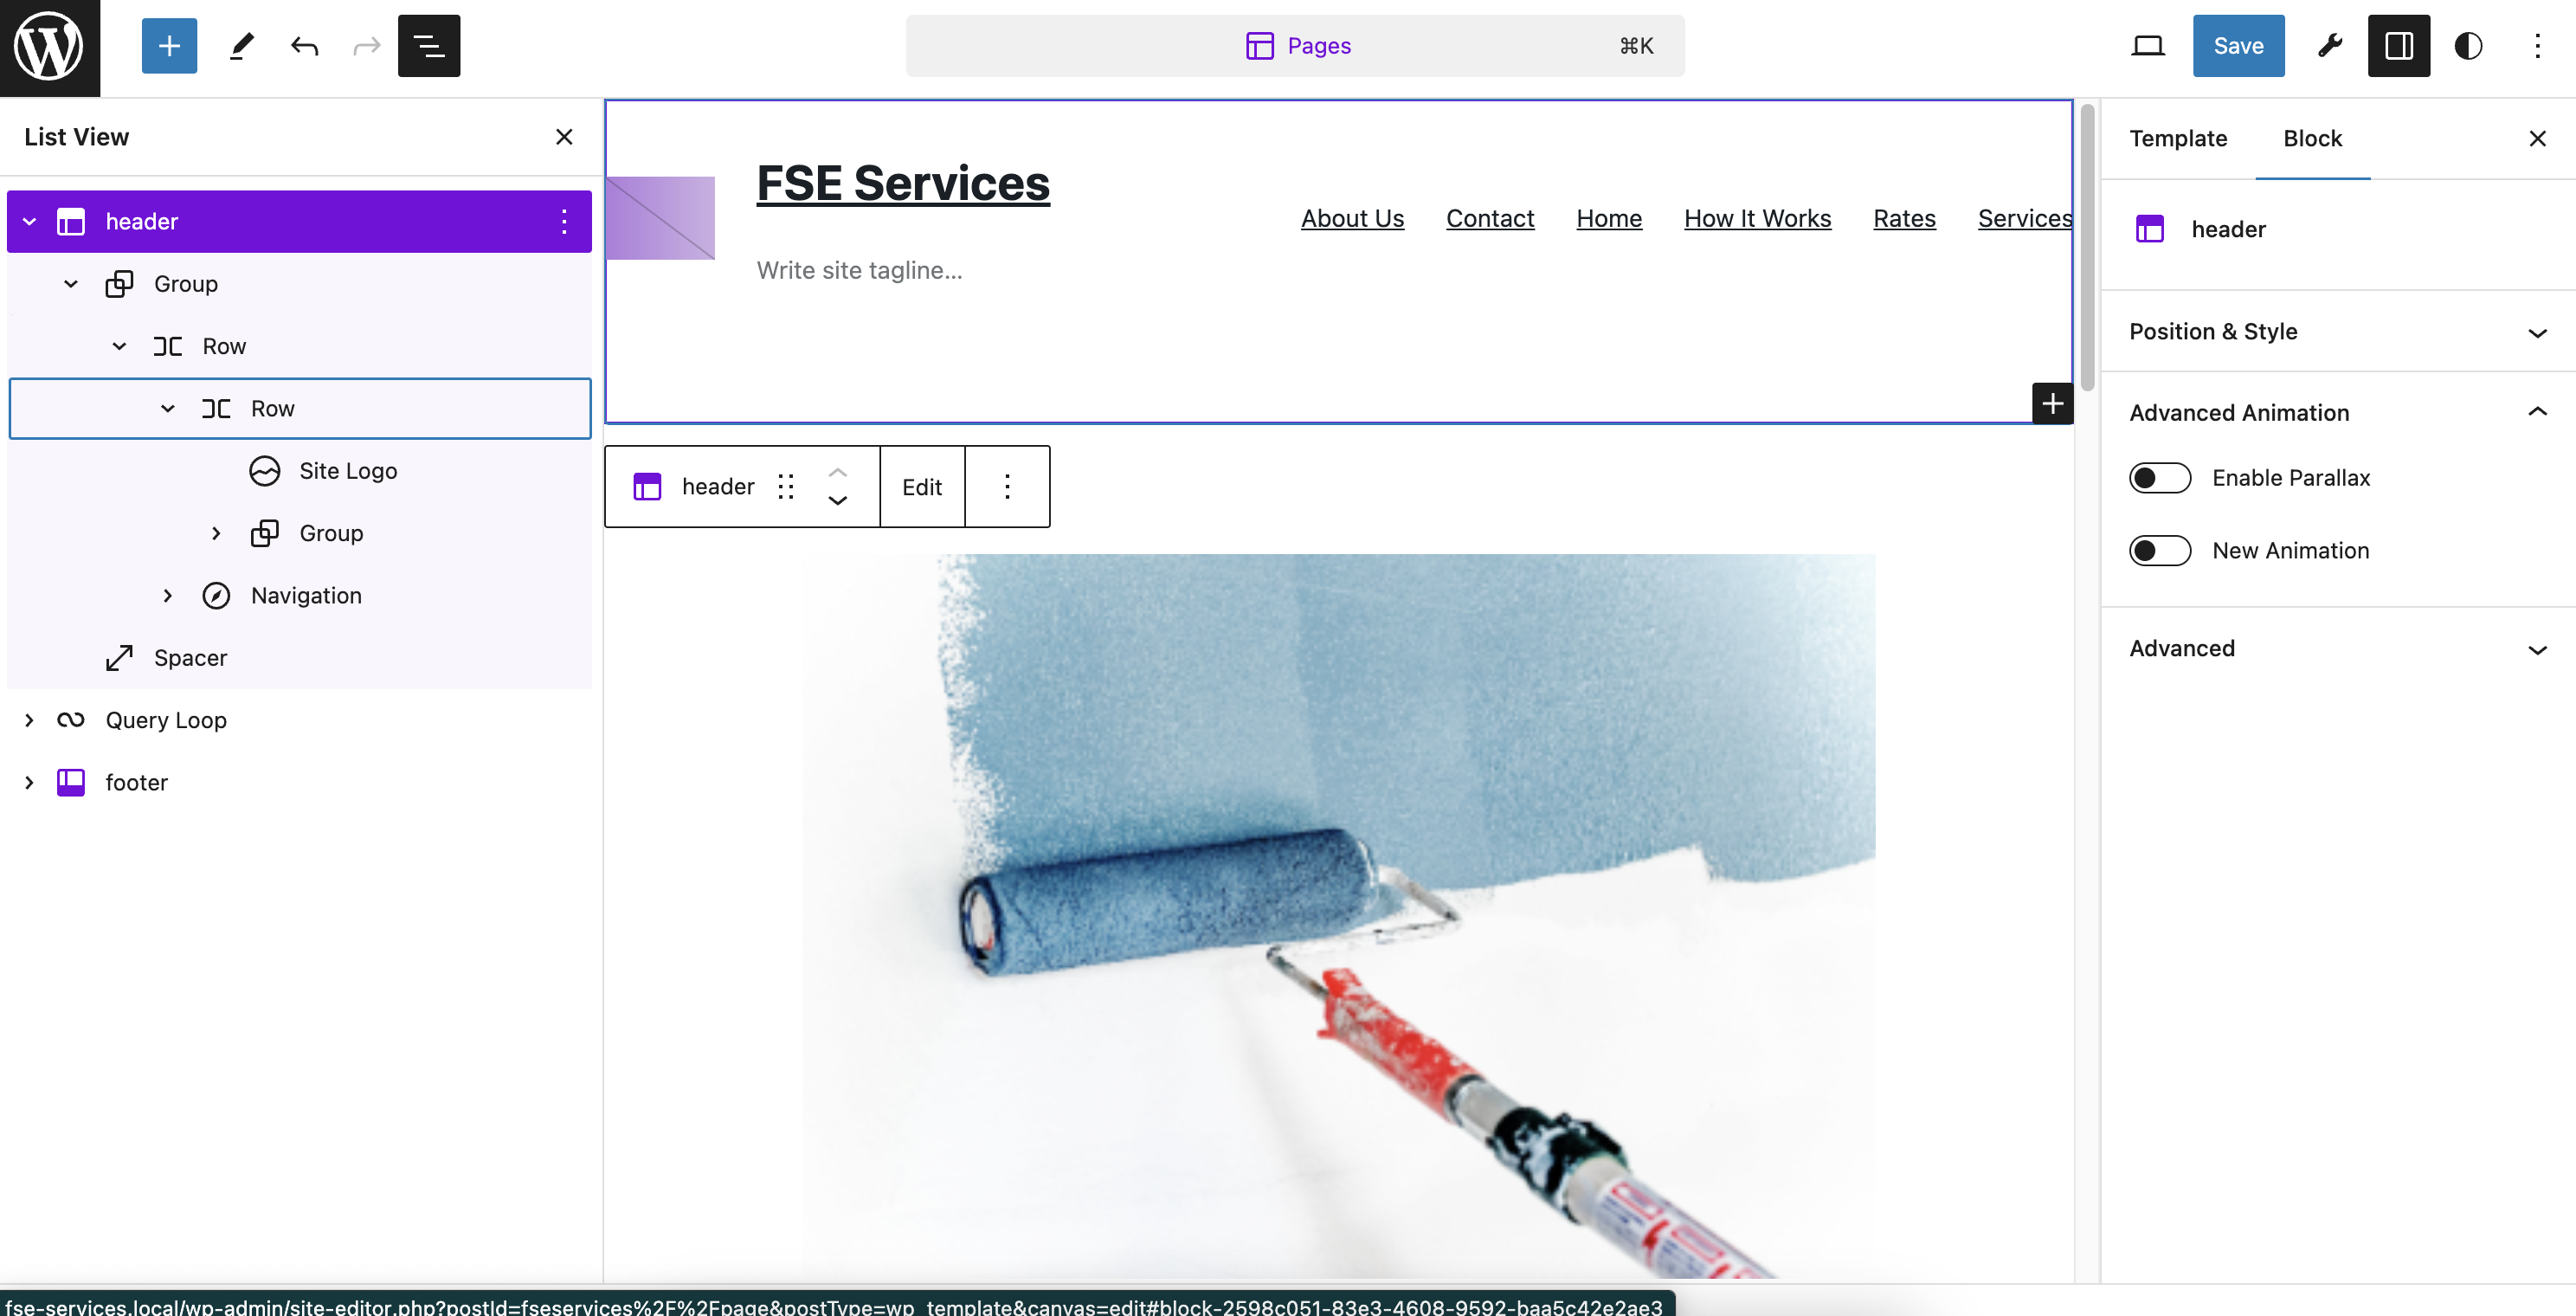 Pages
⌘K
Save
List View
header
Group
Row
Row
Site Logo
Group
Navigation
Spacer
Query Loop
footer
FSE Services
Write site tagline...
About Us Contact Home How It Works Rates Services
header Edit
Template Block
header
Position & Style
Advanced Animation
Enable Parallax
New Animation
Advanced
fse-services.local/wp-admin/site-editor.php?postId=fseservices%2F%2Fpage&postType=wp_template&canvas=edit#block-2598c051-83e3-4608-9592-baa5c42e2ae3